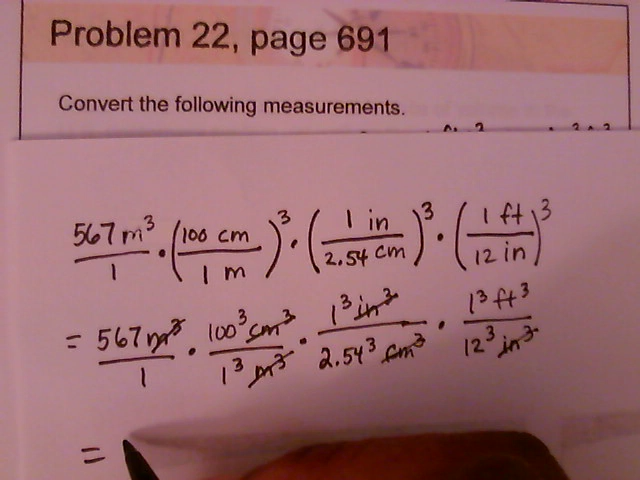 Problem 22, page 691
Convert the following measurements.
567 m³/1 · (100 cm/1 m)³ · (1 in/2.54 cm)³ · (1 ft/12 in)³
= 567 m³/1 · 100³ cm³/1³ m³ · 1³ in³/2.54³ cm³ · 1³ ft³/12³ in³
=